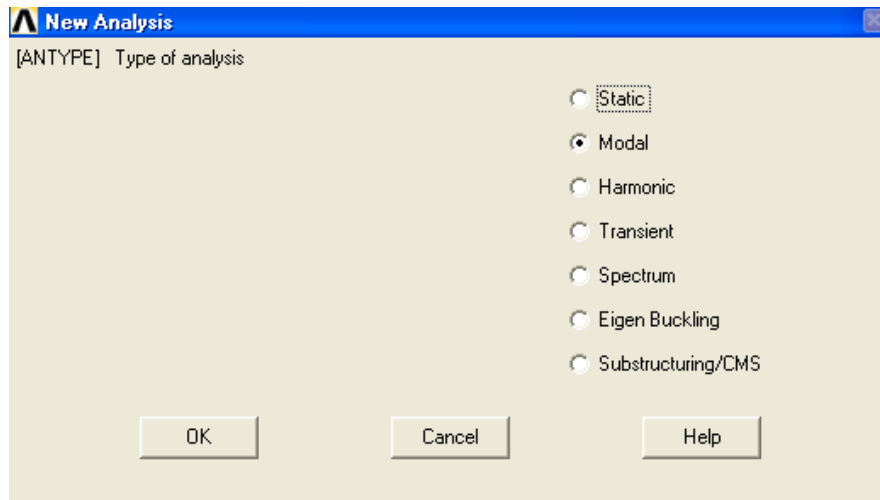 New Analysis
[ANTYPE] Type of analysis
Static
Modal
Harmonic
Transient
Spectrum
Eigen Buckling
Substructuring/CMS
OK Cancel Help